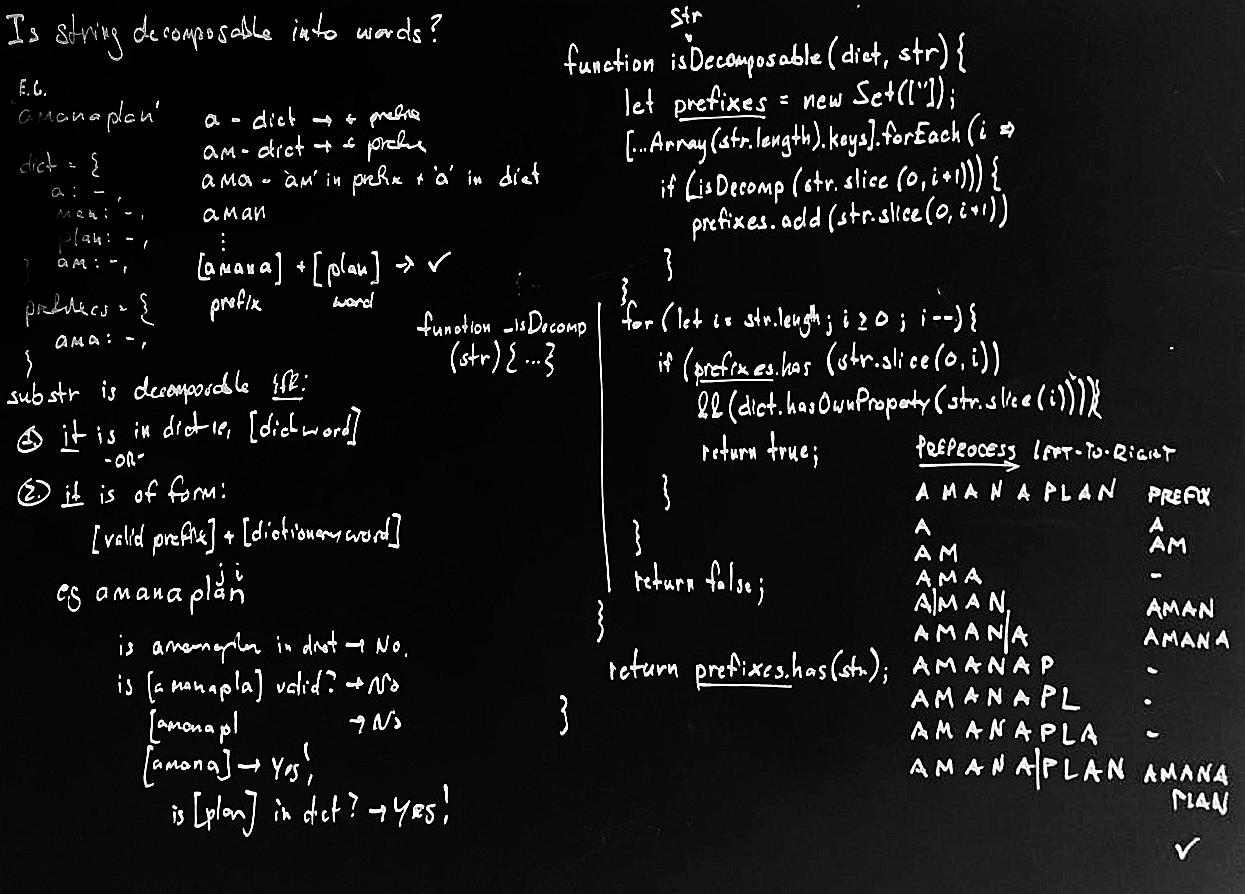 Is string decomposable into words?
E.G.
'amanaplan'
dict = {
a: -,
man: -,
plan: -,
am: -,
}
prefixes = {
ama: -,
}
a - dict → + prefix
am - dict → + prefix
ama - 'am' in prefix + 'a' in dict
aman
⋮
[amana] + [plan] → ✓
prefix word
substr is decomposable iff:
1. it is in dict ie, [dictword]
-OR-
2. it is of form:
[valid prefix] + [dictionary word]
j i
eg amanaplan
is amanaplan in dict → No.
is [amanapla] valid? → No
[amanapl → No
[amana] → Yes!,
is [plan] in dict? → Yes!
str
function isDecomposable(dict, str) {
let prefixes = new Set(['']);
[...Array(str.length).keys].forEach(i ⇒
if (_isDecomp(str.slice(0, i+1))) {
prefixes.add(str.slice(0, i+1))
}
}
function _isDecomp
(str) { ... }
for (let i = str.length; i ≥ 0; i--) {
if (prefixes.has (str.slice(0, i))
&& (dict.hasOwnProperty(str.slice(i)))) {
return true;
}
}
return false;
}
return prefixes.has(str);
}
PREPROCESS LEFT-TO-RIGHT
AMANAPLAN PREFIX
A A
AM AM
AMA -
A|MAN, AMAN
AMAN|A AMANA
AMANAP -
AMANAPL -
AMANAPLA -
AMANA|PLAN AMANA
PLAN
✓